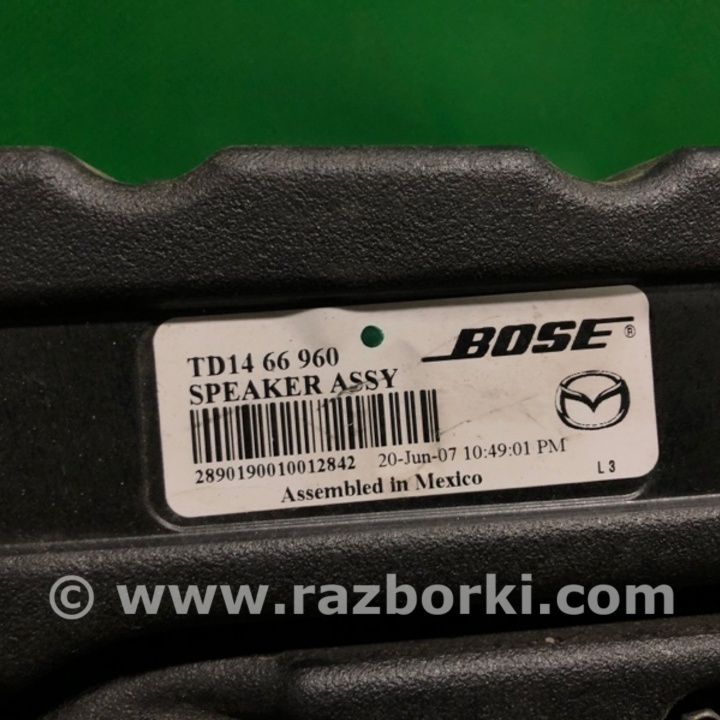 TD14 66 960
BOSE®
SPEAKER ASSY
2890190010012842
20-Jun-07 10:49:01 PM
L 3
Assembled in Mexico
© www.razborki.com